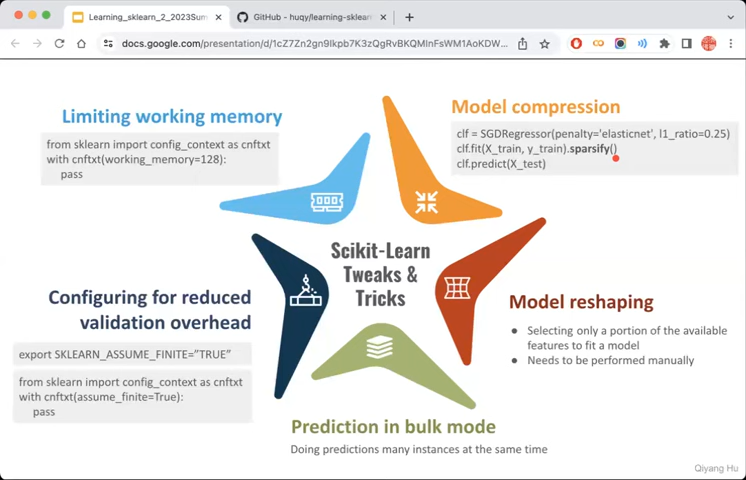 Learning_sklearn_2_2023Sum
GitHub - huqy/learning-sklearn
docs.google.com/presentation/d/1cZ7Zn2gn9Ikpb7K3zQgRvBKQMlnFsWM1AoKDW...
Limiting working memory
from sklearn import config_context as cnftxt
with cnftxt(working_memory=128):
pass
Model compression
clf = SGDRegressor(penalty='elasticnet', l1_ratio=0.25)
clf.fit(X_train, y_train).sparsify()
clf.predict(X_test)
Scikit-Learn
Tweaks &
Tricks
Configuring for reduced
validation overhead
export SKLEARN_ASSUME_FINITE="TRUE"
from sklearn import config_context as cnftxt
with cnftxt(assume_finite=True):
pass
Model reshaping
• Selecting only a portion of the available
features to fit a model
• Needs to be performed manually
Prediction in bulk mode
Doing predictions many instances at the same time
Qiyang Hu